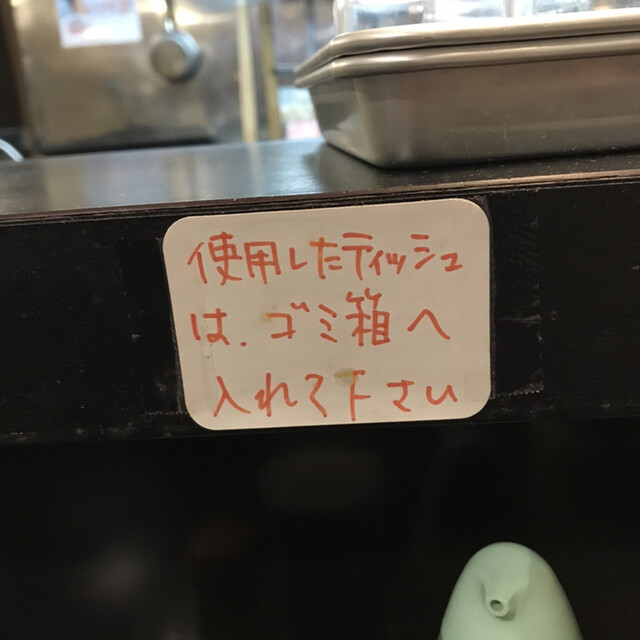 使用したティッシュ
は、ゴミ箱へ
入れて下さい